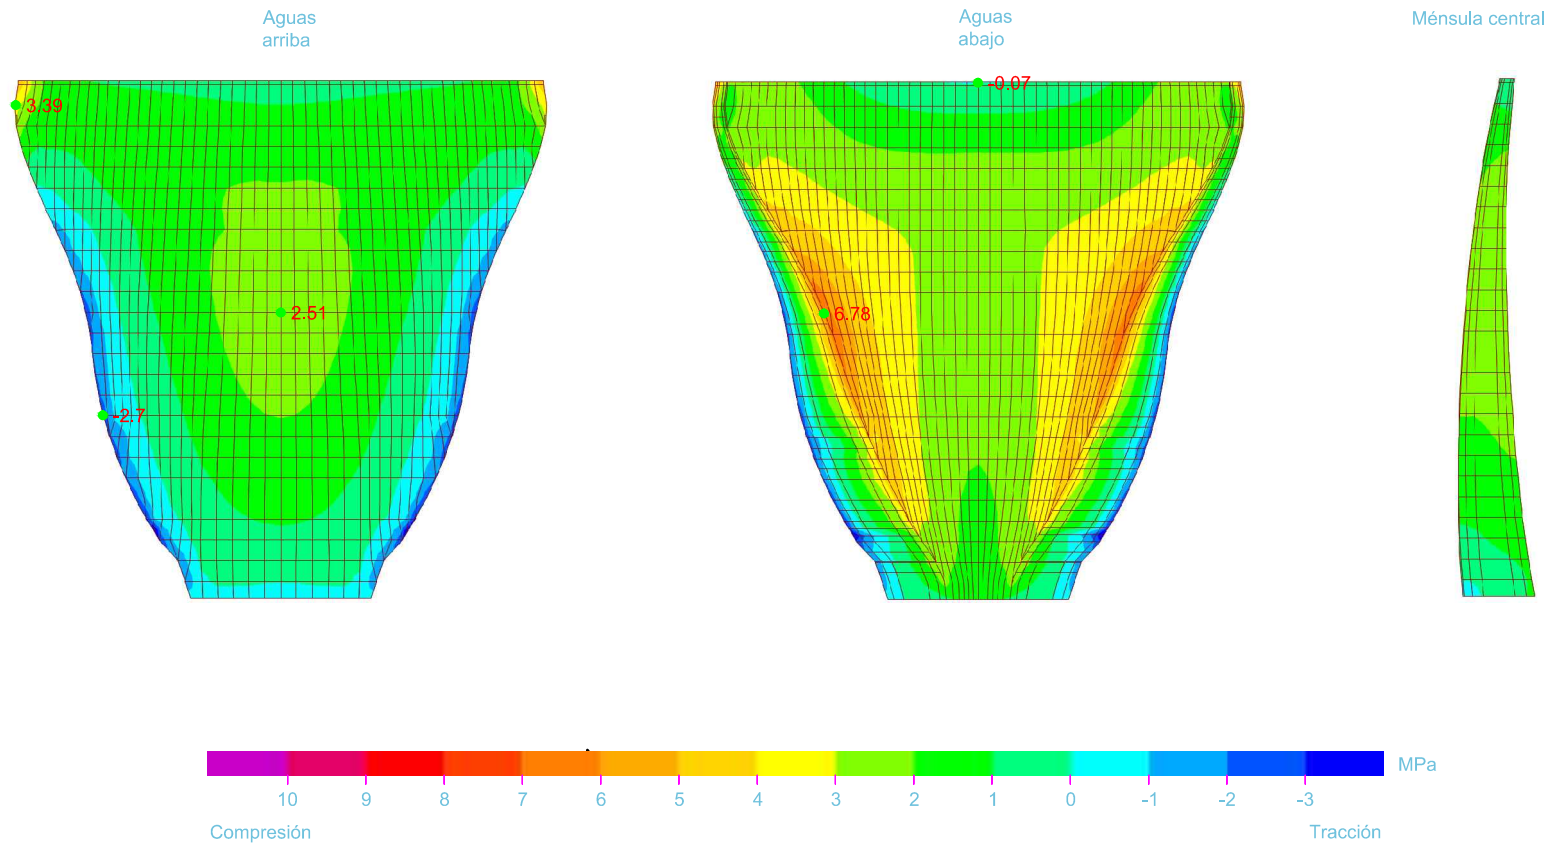 Aguas
arriba
Aguas
abajo
Ménsula central
3.39
-0.07
2.51
6.78
-2.7
MPa
10 9 8 7 6 5 4 3 2 1 0 -1 -2 -3
Compresión
Tracción